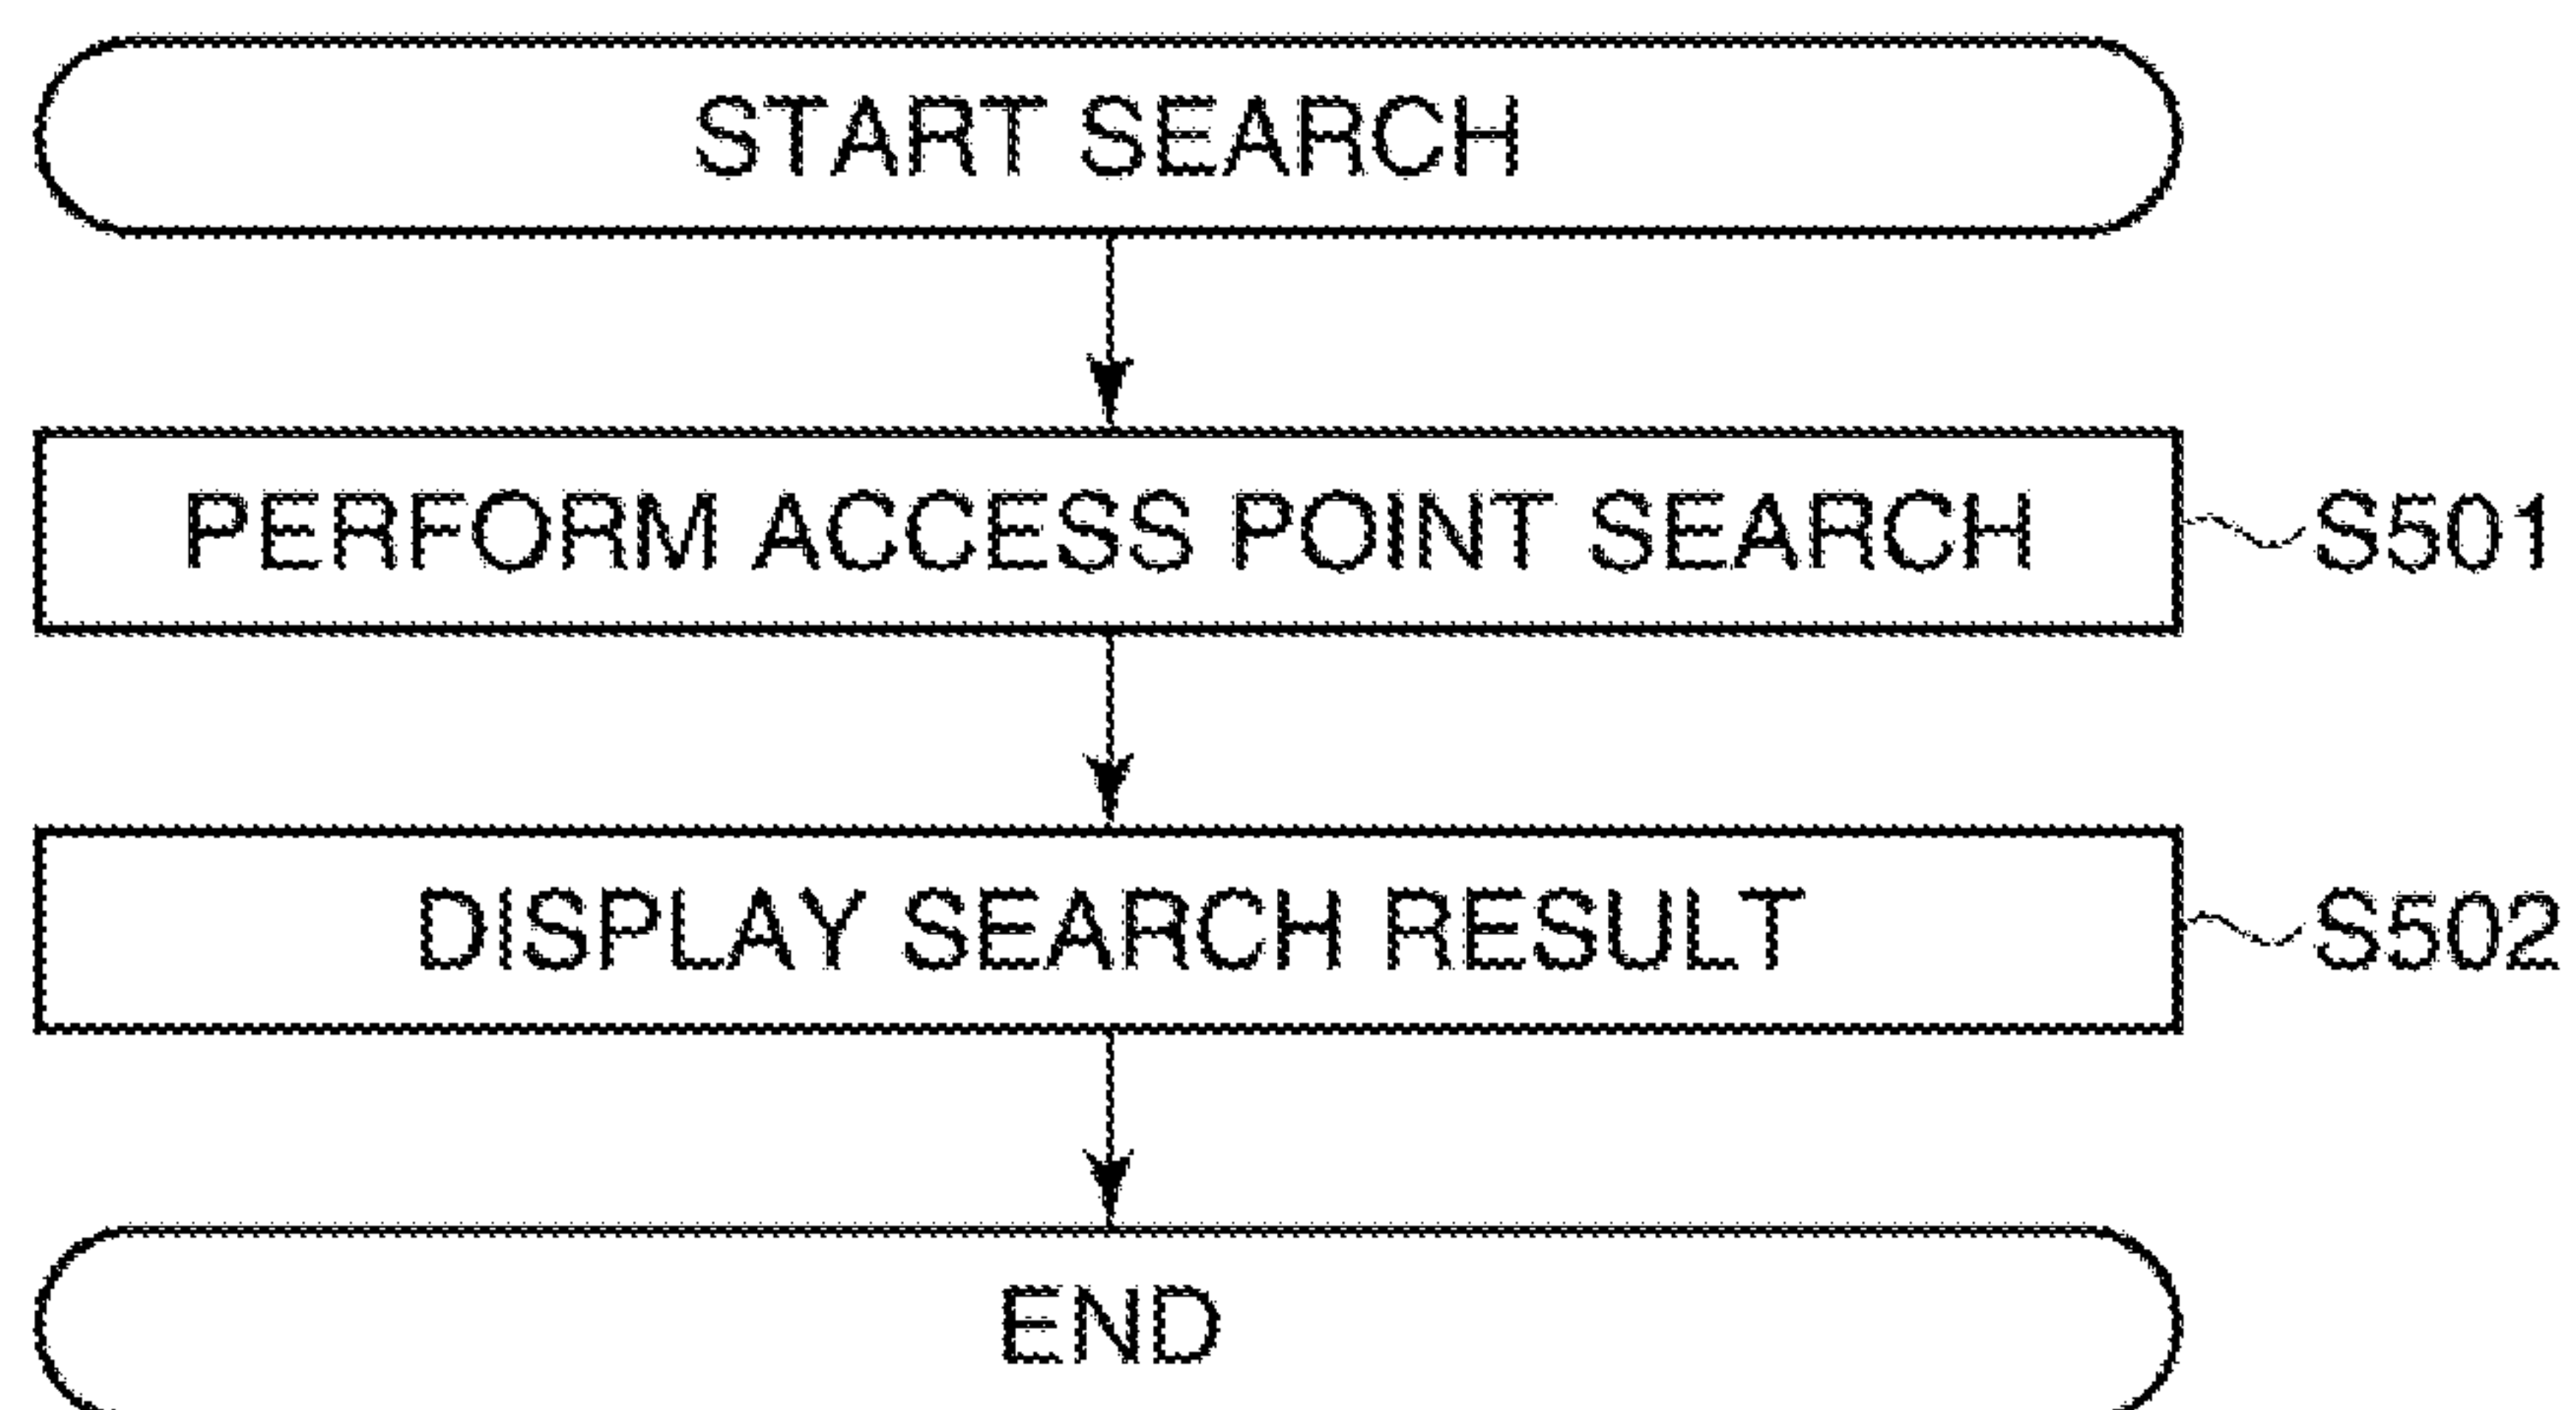 START SEARCH
PERFORM ACCESS POINT SEARCH
S501
DISPLAY SEARCH RESULT
S502
END